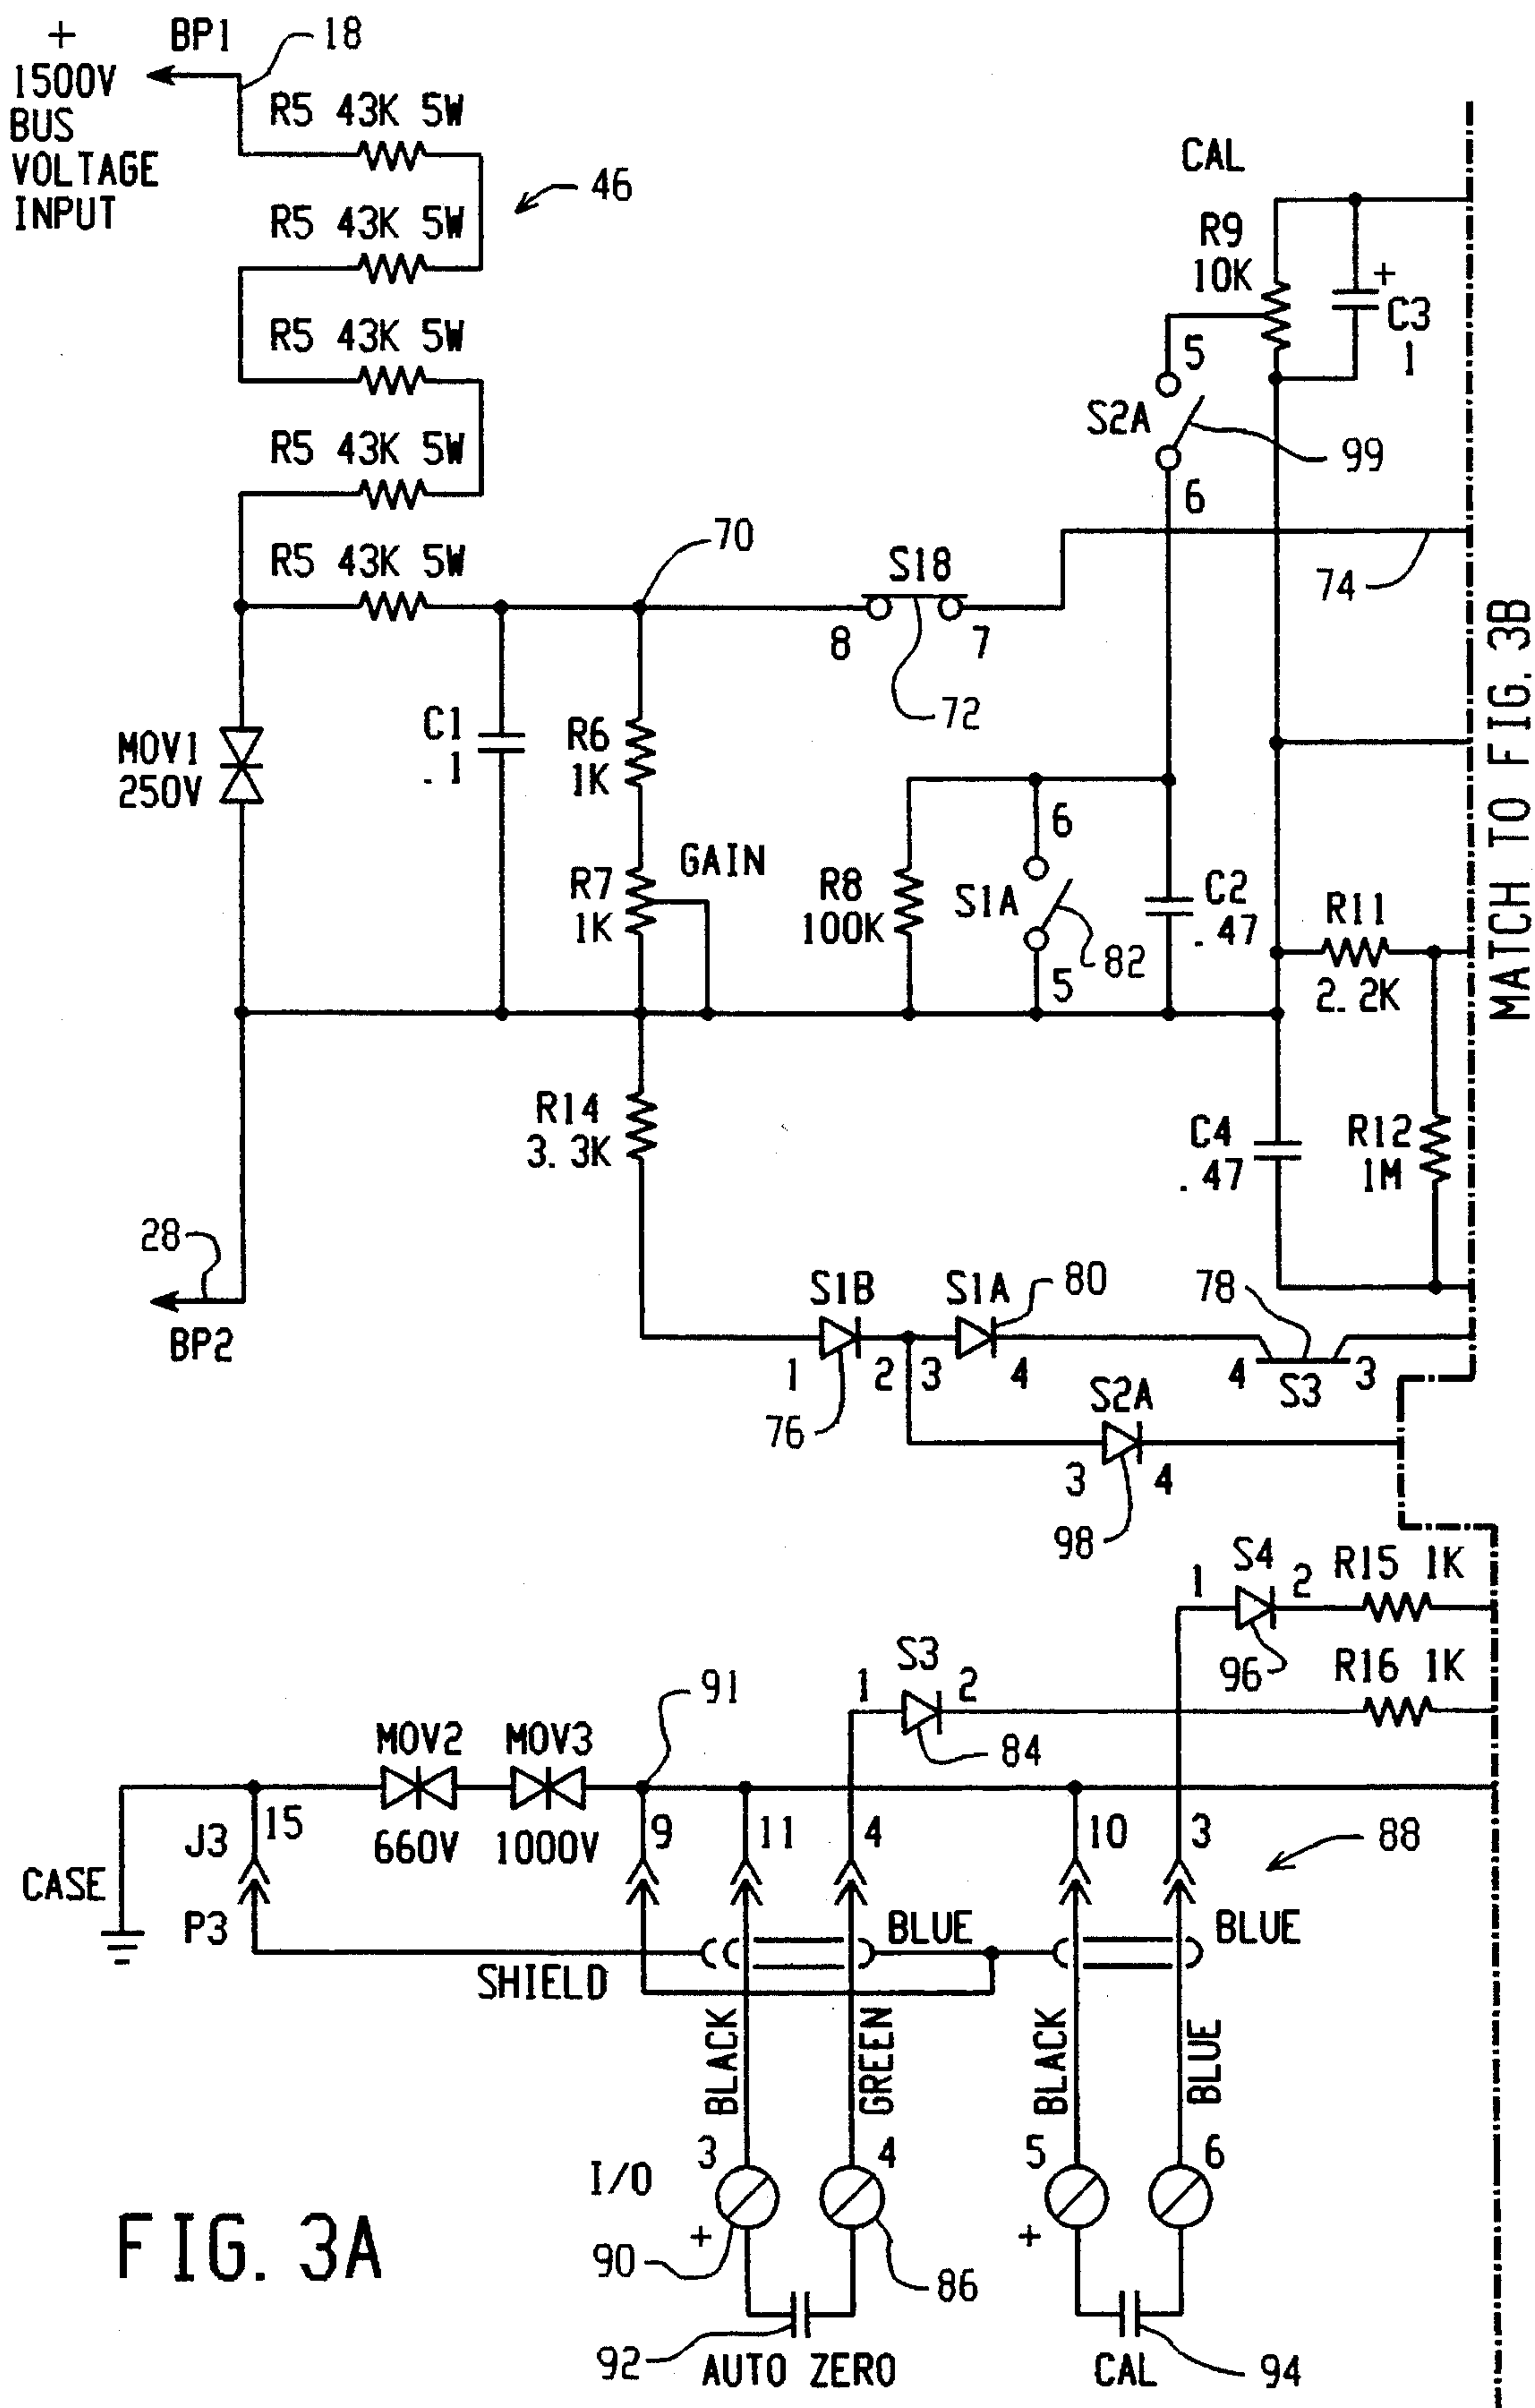 +
1500V
BUS
VOLTAGE
INPUT
BP1
18
R5 43K 5W
46
R5 43K 5W
R5 43K 5W
R5 43K 5W
R5 43K 5W
CAL
R9
10K
+
C3
1
5
S2A
99
6
70
S18
8
7
72
74
MATCH TO FIG. 3B
MOV1
250V
C1
.1
R6
1K
R7
1K
GAIN
R8
100K
6
S1A
82
5
C2
.47
R11
2.2K
R14
3.3K
C4
.47
R12
1M
28
BP2
S1B
S1A
80
78
1
2
3
4
4
3
S3
76
S2A
3
4
98
S4
1
2
R15 1K
96
R16 1K
S3
1
2
84
91
MOV2
MOV3
660V
1000V
J3
15
9
11
4
10
3
88
CASE
P3
BLUE
BLUE
SHIELD
BLACK
GREEN
BLACK
BLUE
I/O
3
4
5
6
+
+
90
86
92
AUTO ZERO
CAL
94
FIG. 3A